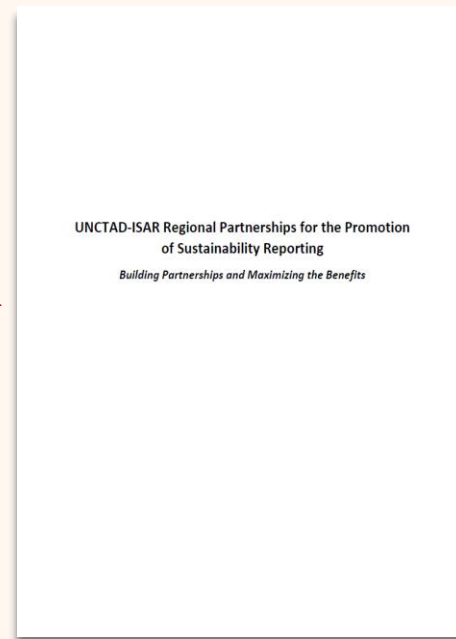 UNCTAD-ISAR Regional Partnerships for the Promotion
of Sustainability Reporting
Building Partnerships and Maximizing the Benefits